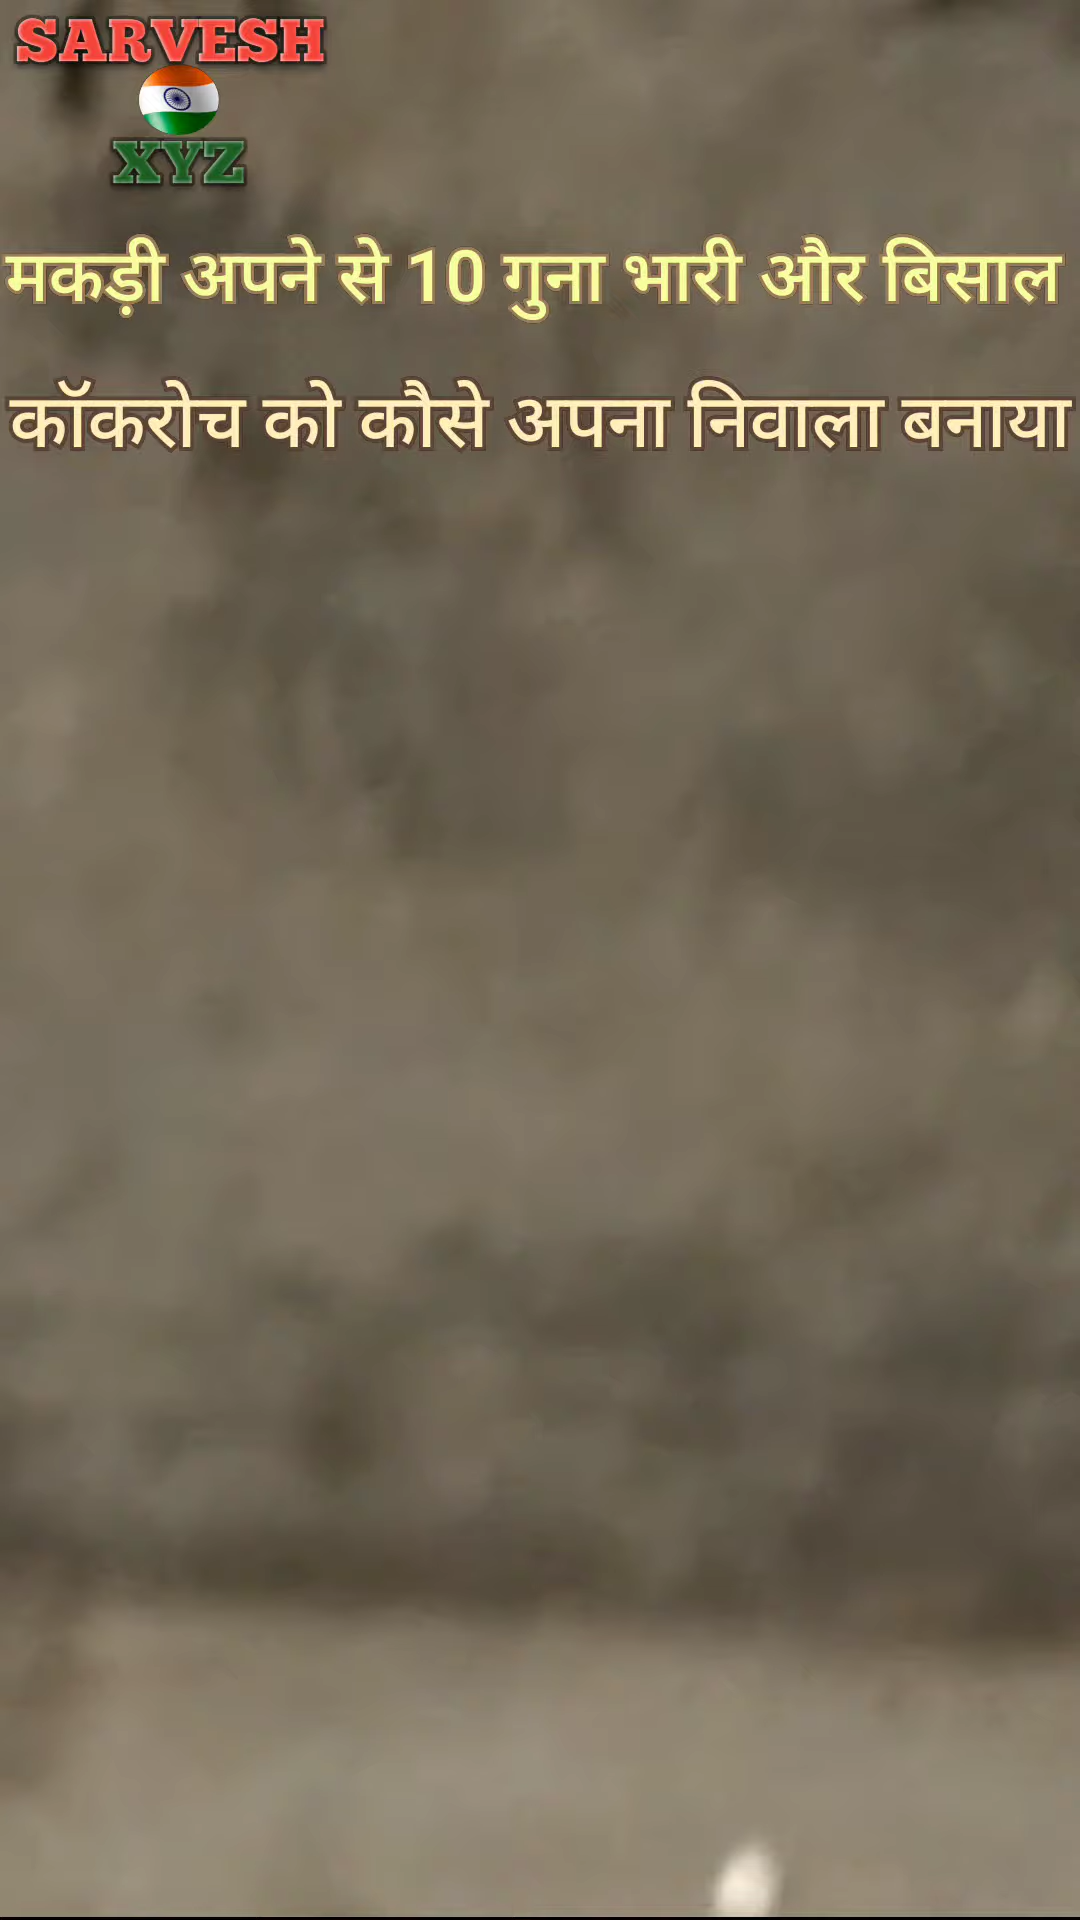 SARVESH
XYZ
मकड़ी अपने से 10 गुना भारी और बिसाल
कॉकरोच को कौसे अपना निवाला बनाया